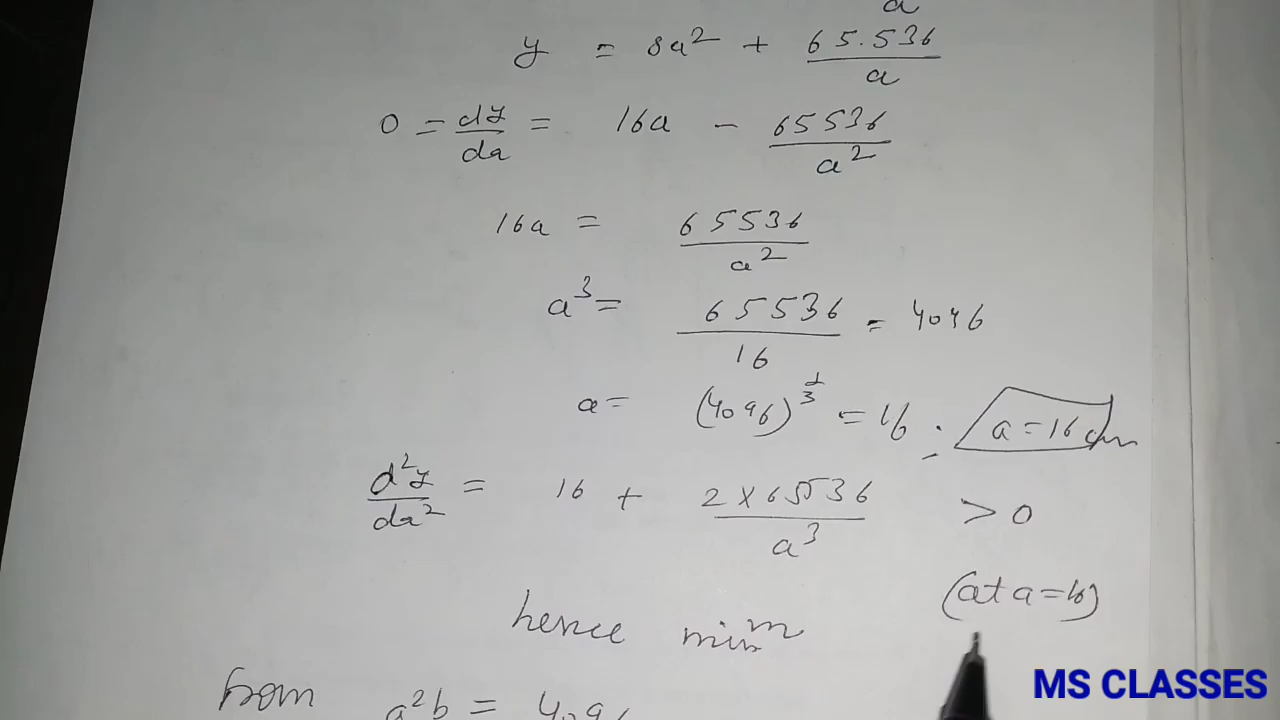 a
y = 8a² + 65.536/a
0 = dy/da = 16a - 65536/a²
16a = 65536/a²
a³ = 65536/16 = 4096
a = (4096)^1/3 = 16 . a = 16 cm
d²y/da² = 16 + 2 x 65536/a³ > 0
(at a = 16)
hence min^m
from a²b = 4096
MS CLASSES